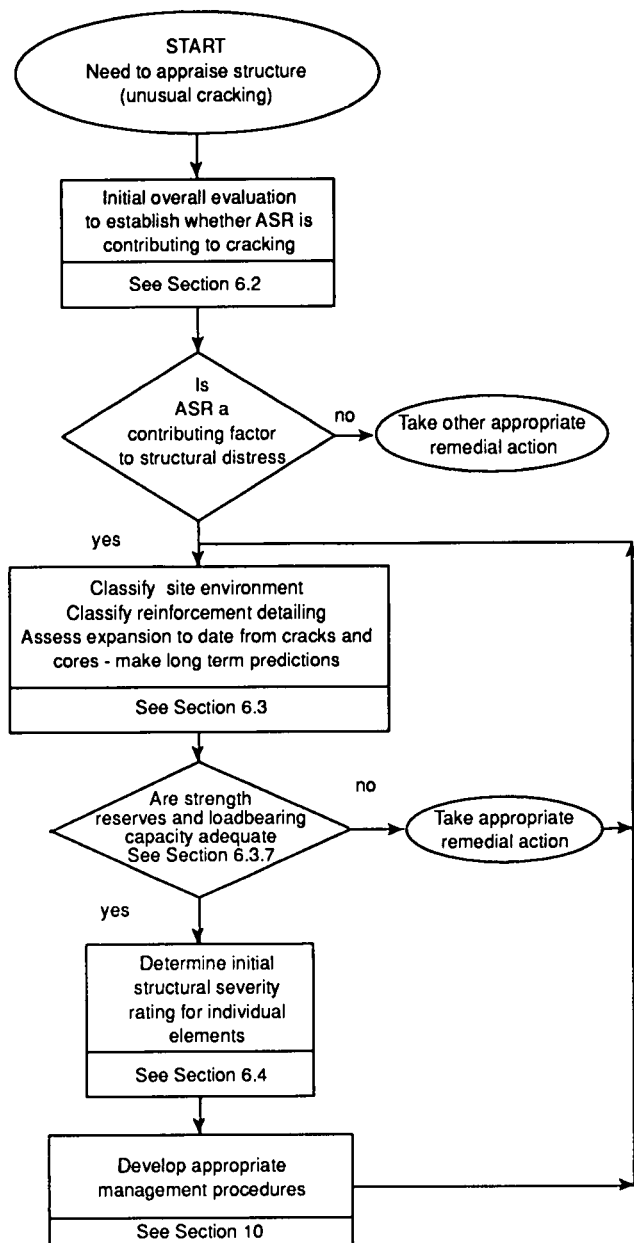 START
Need to appraise structure
(unusual cracking)
Initial overall evaluation
to establish whether ASR is
contributing to cracking
See Section 6.2
Is
ASR a
contributing factor
to structural distress
no
Take other appropriate
remedial action
yes
Classify site environment
Classify reinforcement detailing
Assess expansion to date from cracks and
cores - make long term predictions
See Section 6.3
Are strength
reserves and loadbearing
capacity adequate
See Section 6.3.7
no
Take appropriate
remedial action
yes
Determine initial
structural severity
rating for individual
elements
See Section 6.4
Develop appropriate
management procedures
See Section 10